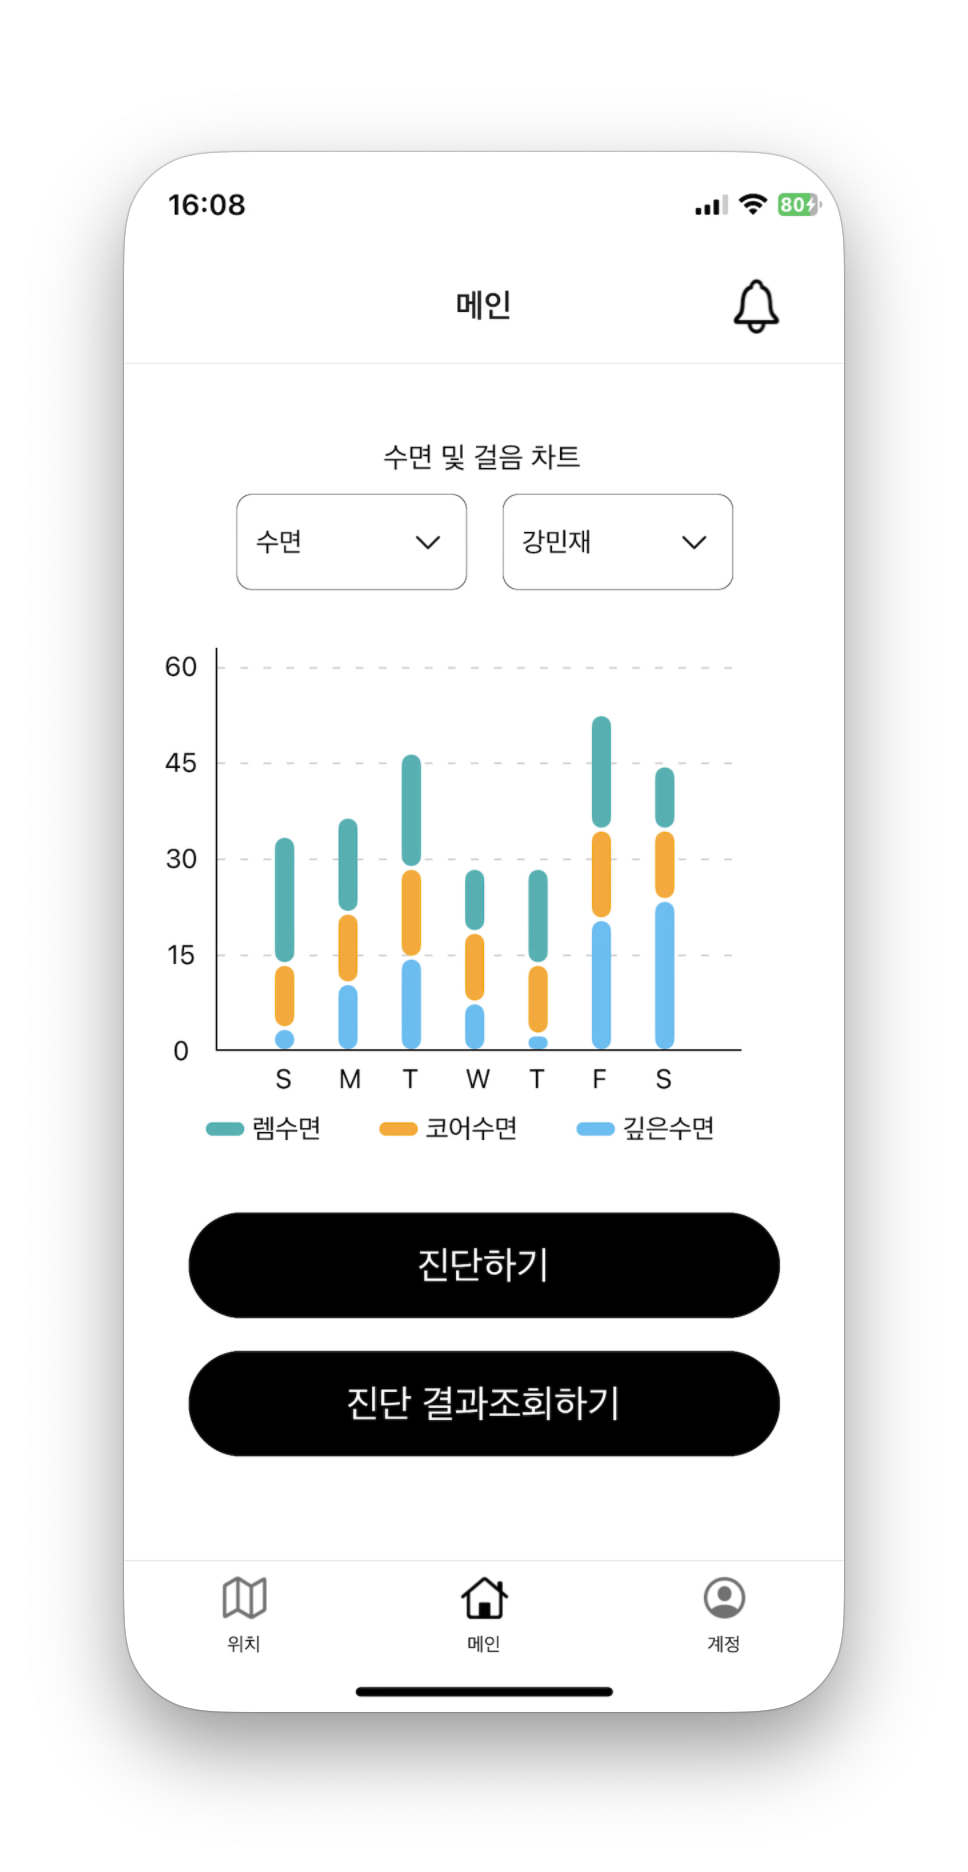 16:08
80
메인
수면 및 걸음 차트
수면 강민재
60
45
30
15
0
S M T W T F S
렘수면 코어수면 깊은수면
진단하기
진단 결과조회하기
위치 메인 계정